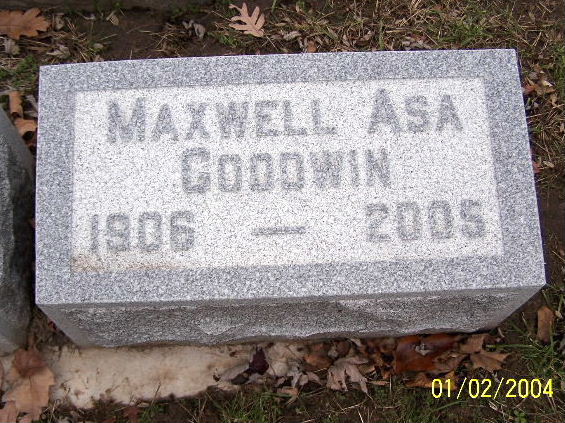 MAXWELL ASA
GOODWIN
1906 — 2005
01/02/2004